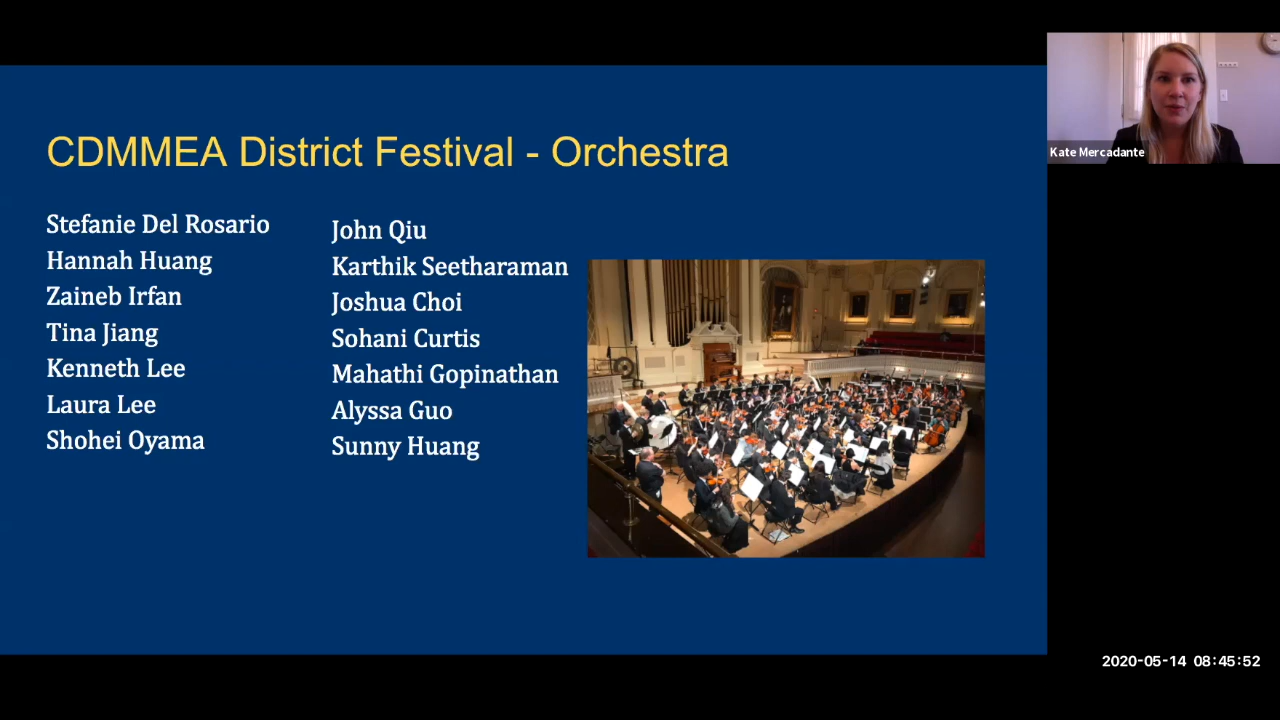 CDMMEA District Festival - Orchestra
Stefanie Del Rosario
Hannah Huang
Zaineb Irfan
Tina Jiang
Kenneth Lee
Laura Lee
Shohei Oyama
John Qiu
Karthik Seetharaman
Joshua Choi
Sohani Curtis
Mahathi Gopinathan
Alyssa Guo
Sunny Huang
Kate Mercadante
2020-05-14 08:45:52